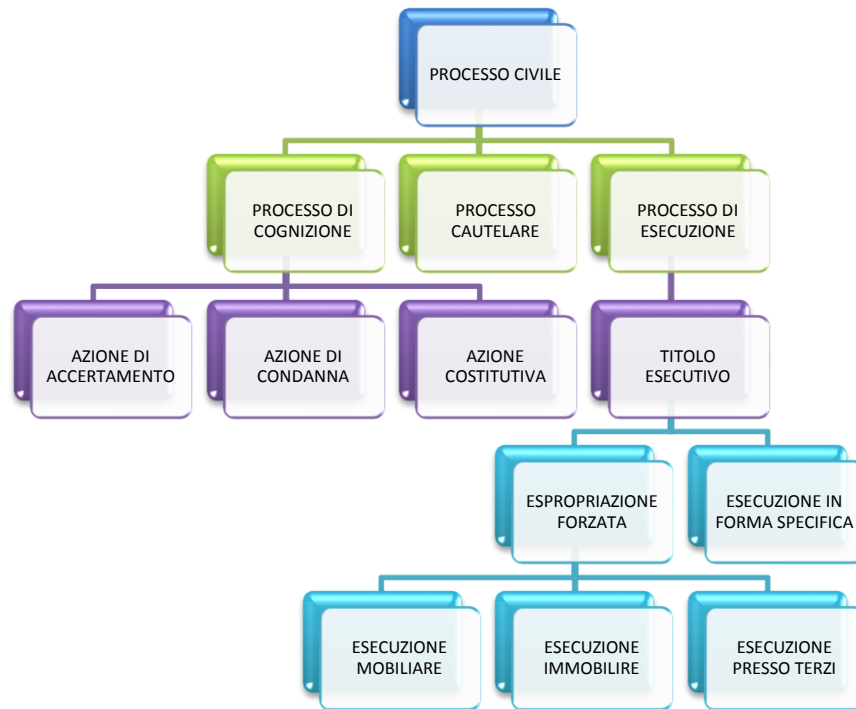 PROCESSO CIVILE
PROCESSO DI
COGNIZIONE
PROCESSO
CAUTELARE
PROCESSO DI
ESECUZIONE
AZIONE DI
ACCERTAMENTO
AZIONE DI
CONDANNA
AZIONE
COSTITUTIVA
TITOLO
ESECUTIVO
ESPROPRIAZIONE
FORZATA
ESECUZIONE IN
FORMA SPECIFICA
ESECUZIONE
MOBILIARE
ESECUZIONE
IMMOBILIRE
ESECUZIONE
PRESSO TERZI